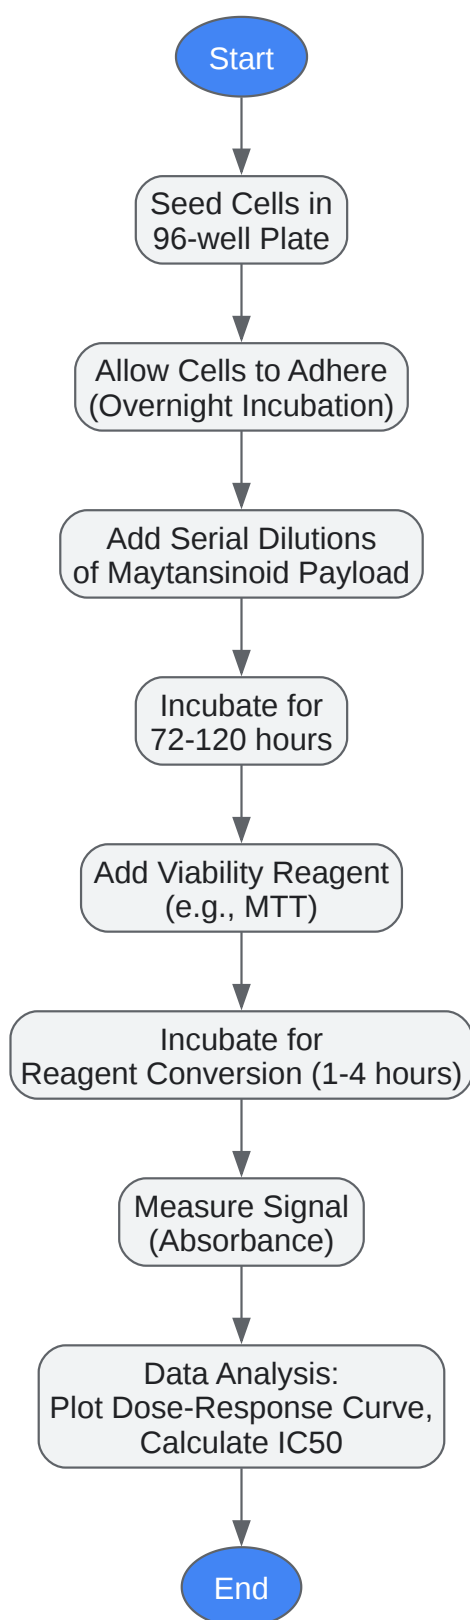 Start
Seed Cells in
96-well Plate
Allow Cells to Adhere
(Overnight Incubation)
Add Serial Dilutions
of Maytansinoid Payload
Incubate for
72-120 hours
Add Viability Reagent
(e.g., MTT)
Incubate for
Reagent Conversion (1-4 hours)
Measure Signal
(Absorbance)
Data Analysis:
Plot Dose-Response Curve,
Calculate IC50
End